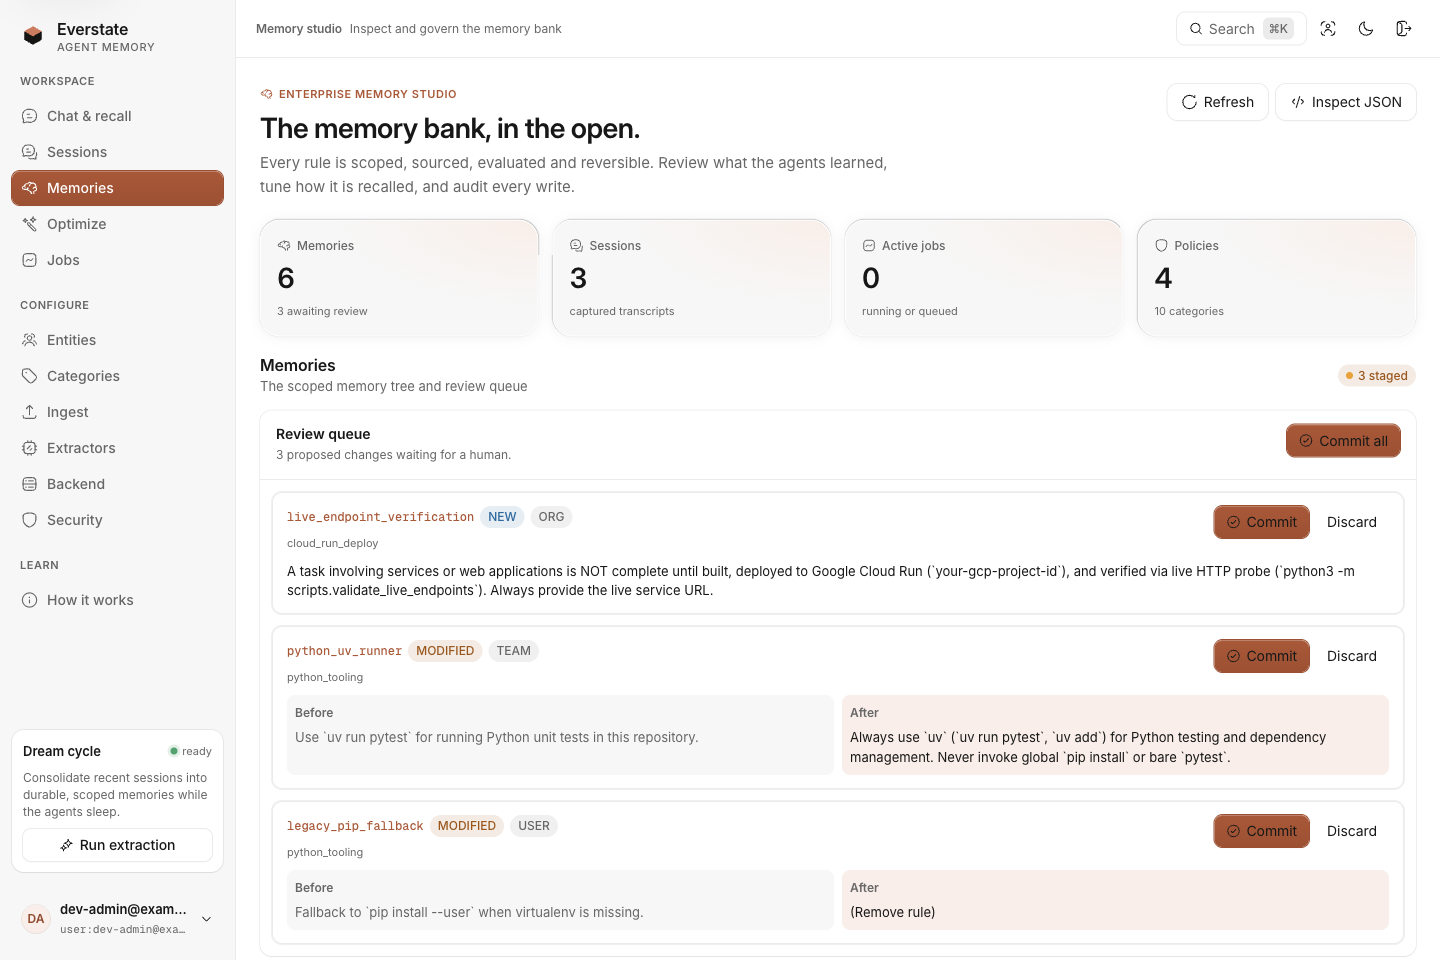 Everstate
AGENT MEMORY
WORKSPACE
Chat & recall
Sessions
Memories
Optimize
Jobs
CONFIGURE
Entities
Categories
Ingest
Extractors
Backend
Security
LEARN
How it works
Dream cycle
ready
Consolidate recent sessions into
durable, scoped memories while
the agents sleep.
Run extraction
DA
dev-admin@exam...
user:dev-admin@exa...
Memory studio Inspect and govern the memory bank
Search ⌘K
ENTERPRISE MEMORY STUDIO
Refresh
Inspect JSON
The memory bank, in the open.
Every rule is scoped, sourced, evaluated and reversible. Review what the agents learned,
tune how it is recalled, and audit every write.
Memories
6
3 awaiting review
Sessions
3
captured transcripts
Active jobs
0
running or queued
Policies
4
10 categories
Memories
The scoped memory tree and review queue
3 staged
Review queue
3 proposed changes waiting for a human.
Commit all
live_endpoint_verification NEW ORG
Commit Discard
cloud_run_deploy
A task involving services or web applications is NOT complete until built, deployed to Google Cloud Run (`your-gcp-project-id`), and verified via live HTTP probe (`python3 -m
scripts.validate_live_endpoints`). Always provide the live service URL.
python_uv_runner MODIFIED TEAM
Commit Discard
python_tooling
Before
Use `uv run pytest` for running Python unit tests in this repository.
After
Always use `uv` (`uv run pytest`, `uv add`) for Python testing and dependency
management. Never invoke global `pip install` or bare `pytest`.
legacy_pip_fallback MODIFIED USER
Commit Discard
python_tooling
Before
Fallback to `pip install --user` when virtualenv is missing.
After
(Remove rule)